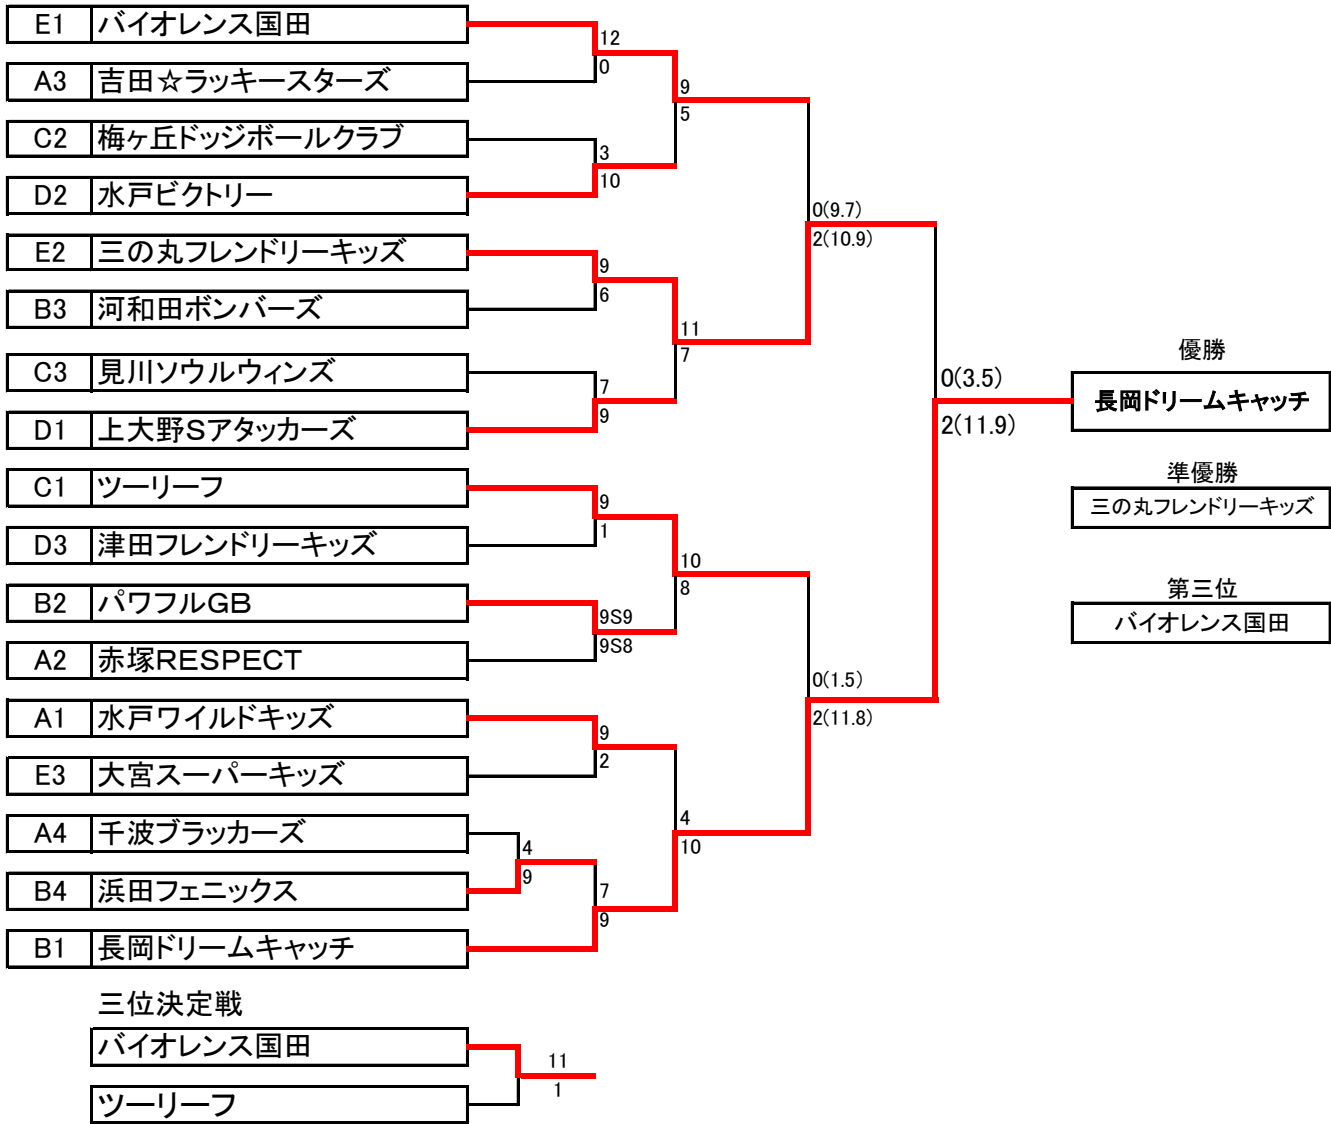 E1 バイオレンス国田
12
0
A3 吉田☆ラッキースターズ
9
5
C2 梅ヶ丘ドッジボールクラブ
3
10
D2 水戸ビクトリー
0(9.7)
2(10.9)
E2 三の丸フレンドリーキッズ
9
6
B3 河和田ボンバーズ
11
7
C3 見川ソウルウィンズ
7
9
D1 上大野Sアタッカーズ
0(3.5)
2(11.9)
優勝
長岡ドリームキャッチ
準優勝
三の丸フレンドリーキッズ
第三位
バイオレンス国田
C1 ツーリーフ
9
1
D3 津田フレンドリーキッズ
10
8
B2 パワフルGB
9S9
9S8
A2 赤塚RESPECT
0(1.5)
2(11.8)
A1 水戸ワイルドキッズ
9
2
E3 大宮スーパーキッズ
4
10
A4 千波ブラッカーズ
4
9
B4 浜田フェニックス
7
9
B1 長岡ドリームキャッチ
三位決定戦
バイオレンス国田
11
1
ツーリーフ